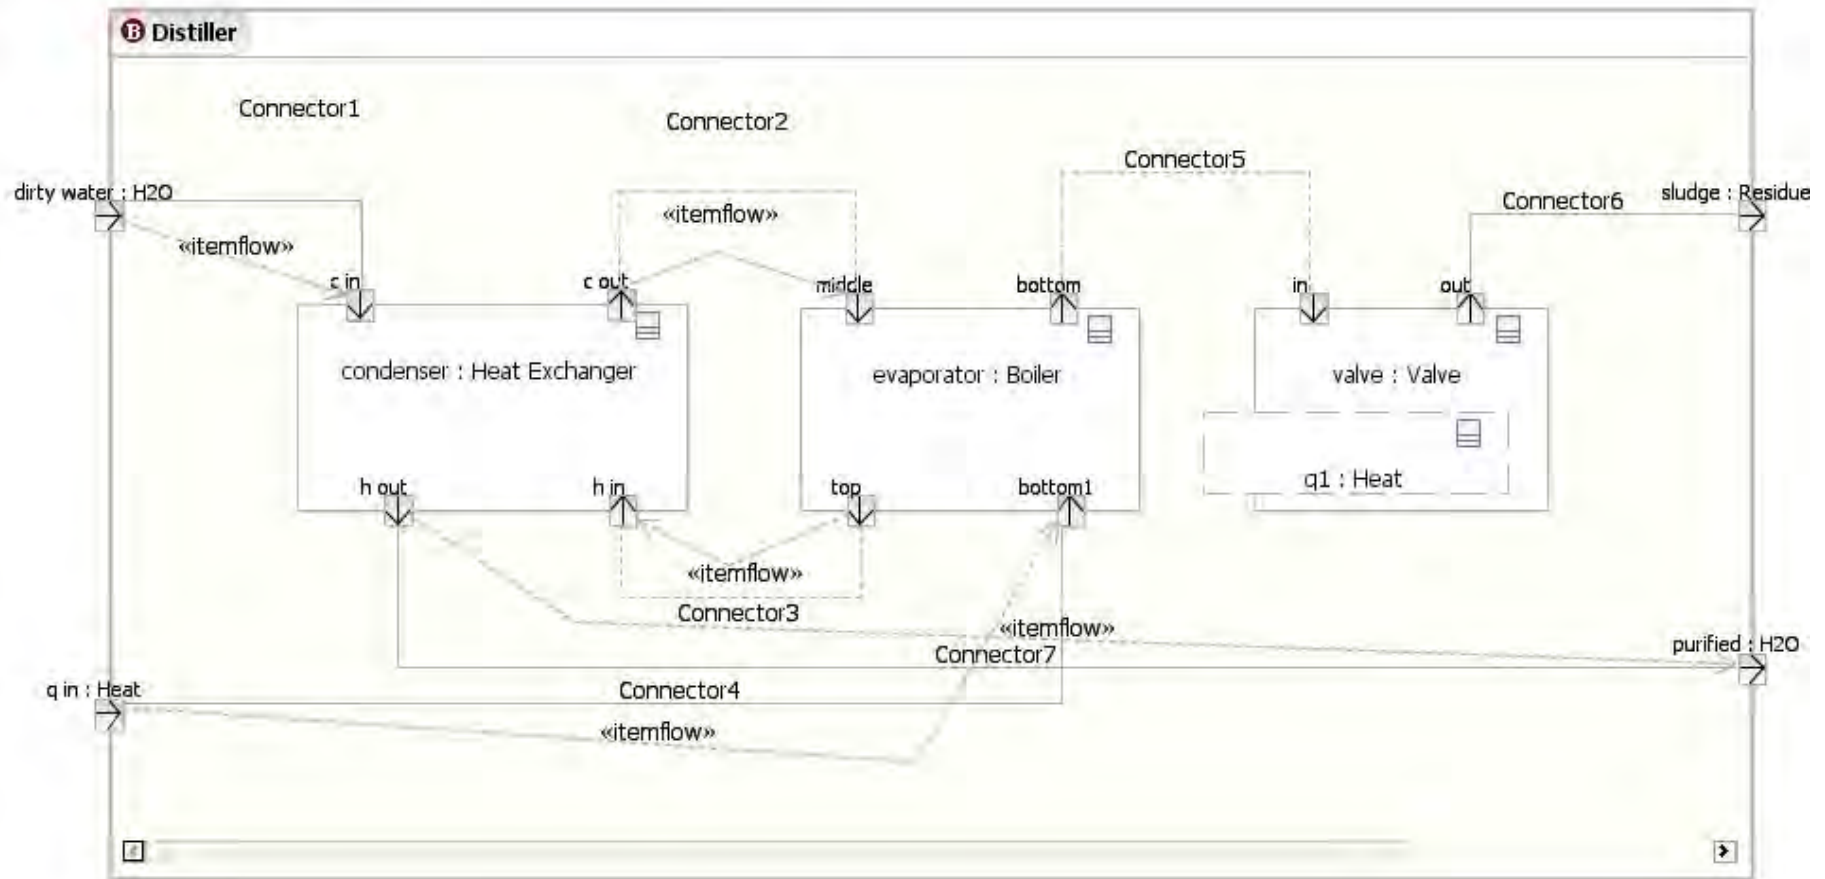 B Distiller
Connector1
Connector2
Connector5
dirty water : H2O
Connector6
sludge : Residue
«itemflow»
«itemflow»
c in
c out
middle
bottom
in
out
condenser : Heat Exchanger
evaporator : Boiler
valve : Valve
q1 : Heat
h out
h in
top
bottom1
«itemflow»
Connector3
«itemflow»
purified : H2O
Connector7
q in : Heat
Connector4
«itemflow»